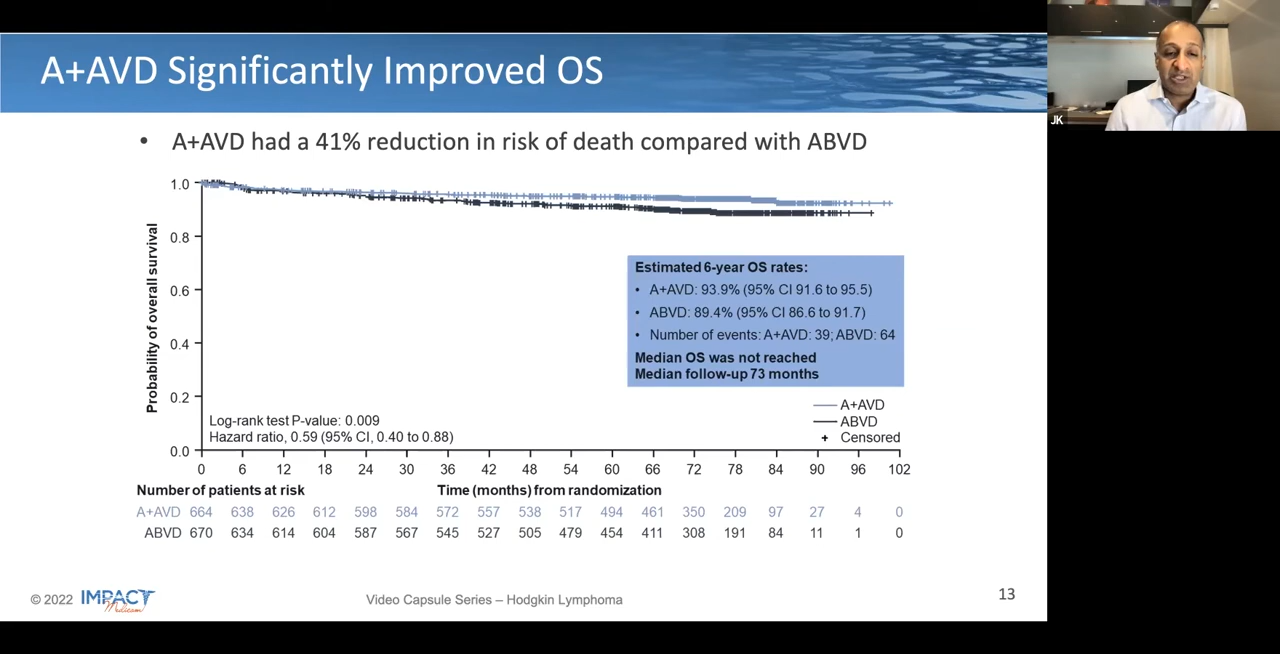 A+AVD Significantly Improved OS
• A+AVD had a 41% reduction in risk of death compared with ABVD
JK
Probability of overall survival
1.0
0.8
0.6
0.4
0.2
0.0
Estimated 6-year OS rates:
• A+AVD: 93.9% (95% CI 91.6 to 95.5)
• ABVD: 89.4% (95% CI 86.6 to 91.7)
• Number of events: A+AVD: 39; ABVD: 64
Median OS was not reached
Median follow-up 73 months
A+AVD
ABVD
+ Censored
Log-rank test P-value: 0.009
Hazard ratio, 0.59 (95% CI, 0.40 to 0.88)
0 6 12 18 24 30 36 42 48 54 60 66 72 78 84 90 96 102
Number of patients at risk Time (months) from randomization
A+AVD 664 638 626 612 598 584 572 557 538 517 494 461 350 209 97 27 4 0
ABVD 670 634 614 604 587 567 545 527 505 479 454 411 308 191 84 11 1 0
© 2022 IMPACT Medicom
Video Capsule Series – Hodgkin Lymphoma
13